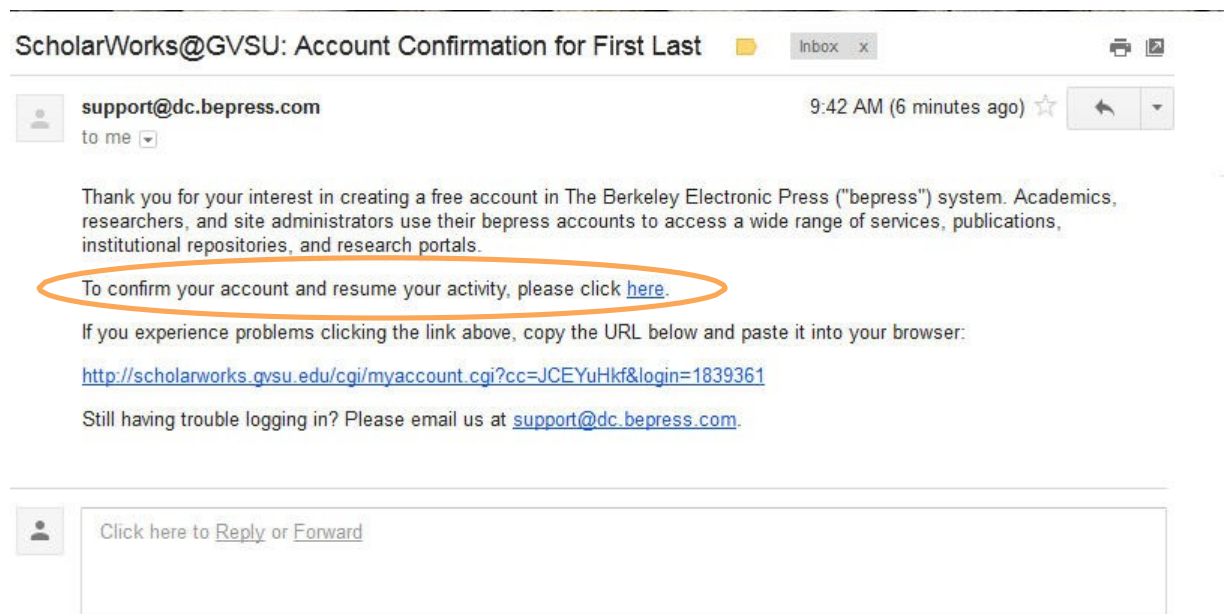 ScholarWorks@GVSU: Account Confirmation for First Last Inbox x
support@dc.bepress.com 9:42 AM (6 minutes ago)
to me
Thank you for your interest in creating a free account in The Berkeley Electronic Press ("bepress") system. Academics,
researchers, and site administrators use their bepress accounts to access a wide range of services, publications,
institutional repositories, and research portals.
To confirm your account and resume your activity, please click here.
If you experience problems clicking the link above, copy the URL below and paste it into your browser:
http://scholarworks.gvsu.edu/cgi/myaccount.cgi?cc=JCEYuHkf&login=1839361
Still having trouble logging in? Please email us at support@dc.bepress.com.
Click here to Reply or Forward